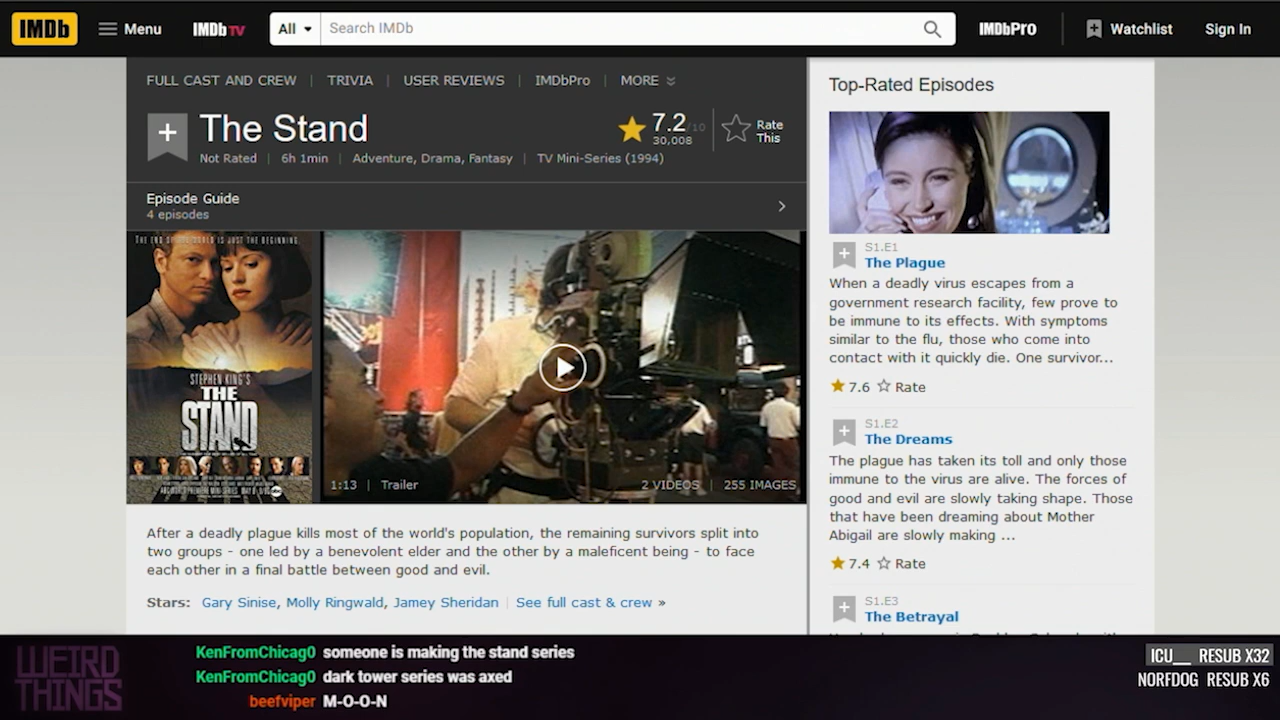 IMDb
Menu
IMDb TV
All
Search IMDb
IMDbPro
Watchlist
Sign In
FULL CAST AND CREW | TRIVIA | USER REVIEWS | IMDbPro | MORE
The Stand
7.2/10
30,008
Rate This
Not Rated | 6h 1min | Adventure, Drama, Fantasy | TV Mini-Series (1994)
Episode Guide
4 episodes
THE END OF THE WORLD IS JUST THE BEGINNING.
STEPHEN KING'S
THE
STAND
1:13 | Trailer
2 VIDEOS | 255 IMAGES
After a deadly plague kills most of the world's population, the remaining survivors split into
two groups - one led by a benevolent elder and the other by a maleficent being - to face
each other in a final battle between good and evil.
Stars: Gary Sinise, Molly Ringwald, Jamey Sheridan | See full cast & crew »
Top-Rated Episodes
S1.E1
The Plague
When a deadly virus escapes from a
government research facility, few prove to
be immune to its effects. With symptoms
similar to the flu, those who come into
contact with it quickly die. One survivor...
7.6 Rate
S1.E2
The Dreams
The plague has taken its toll and only those
immune to the virus are alive. The forces of
good and evil are slowly taking shape. Those
that have been dreaming about Mother
Abigail are slowly making ...
7.4 Rate
S1.E3
The Betrayal
WEIRD
THINGS
KenFromChicag0 someone is making the stand series
KenFromChicag0 dark tower series was axed
beefviper M-O-O-N
ICU__ RESUB X32
NORFDOG RESUB X6